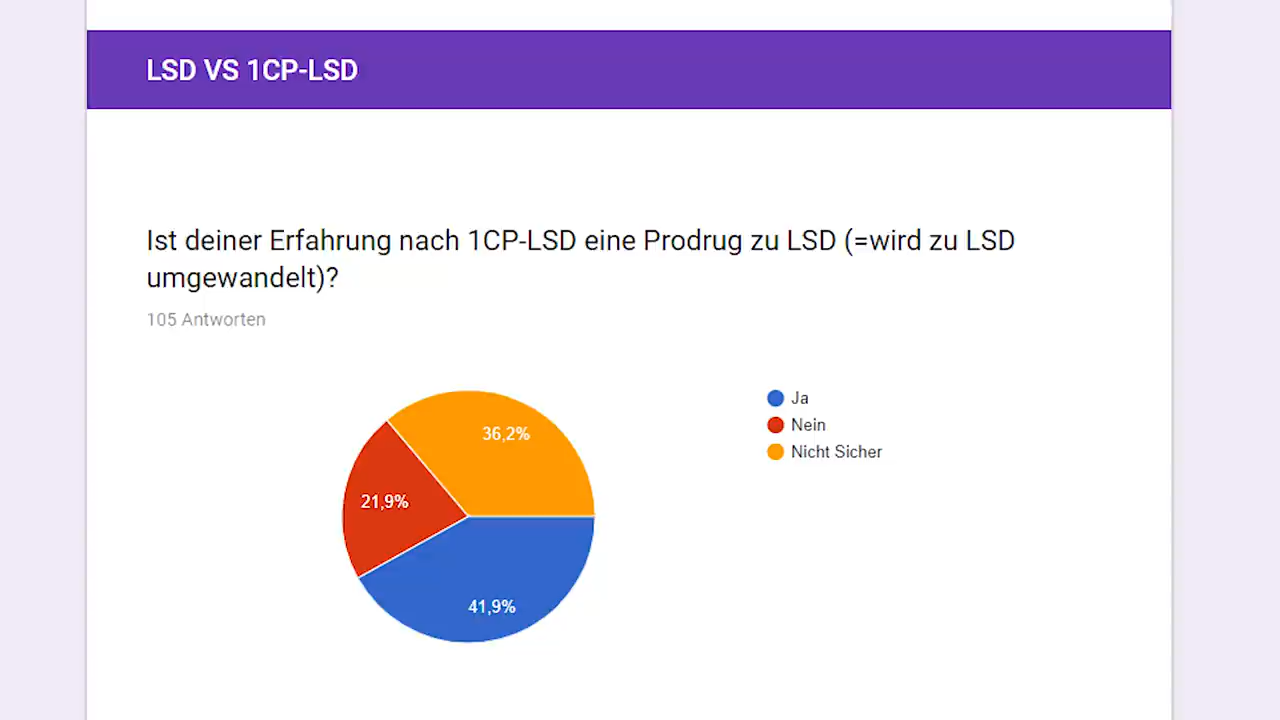 LSD VS 1CP-LSD
Ist deiner Erfahrung nach 1CP-LSD eine Prodrug zu LSD (=wird zu LSD
umgewandelt)?
105 Antworten
Ja
Nein
Nicht Sicher
36,2%
21,9%
41,9%